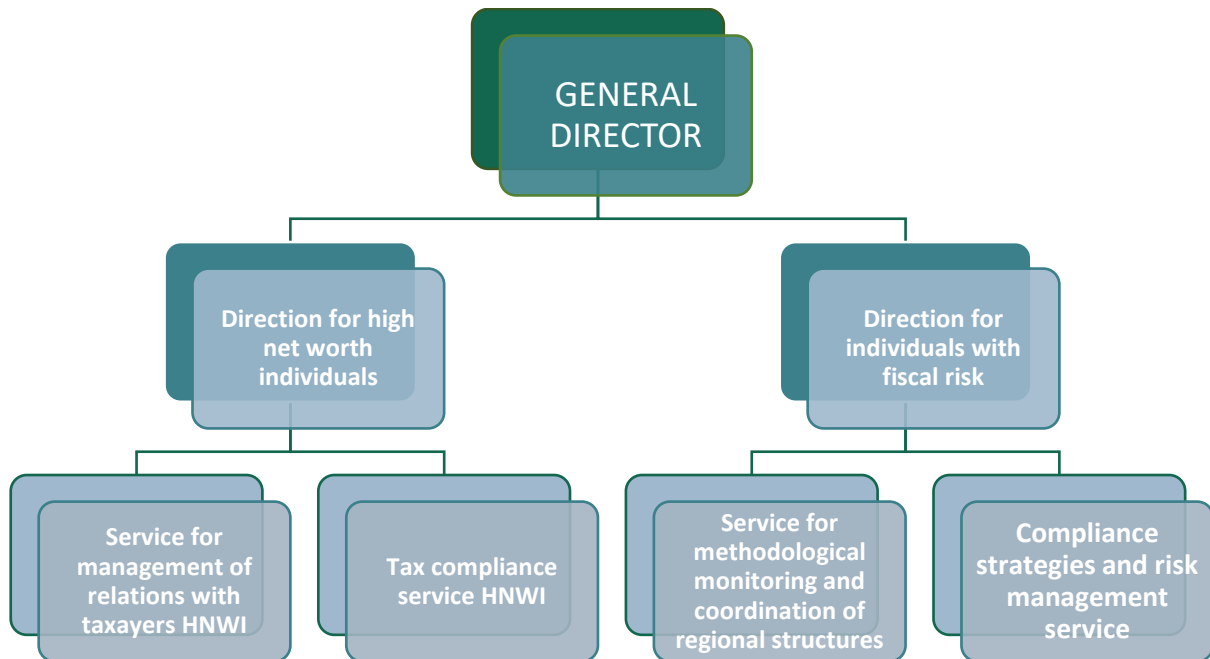 GENERAL
DIRECTOR
Direction for high
net worth
individuals
Direction for
individuals with
fiscal risk
Service for
management of
relations with
taxayers HNWI
Tax compliance
service HNWI
Service for
methodological
monitoring and
coordination of
regional structures
Compliance
strategies and risk
management
service